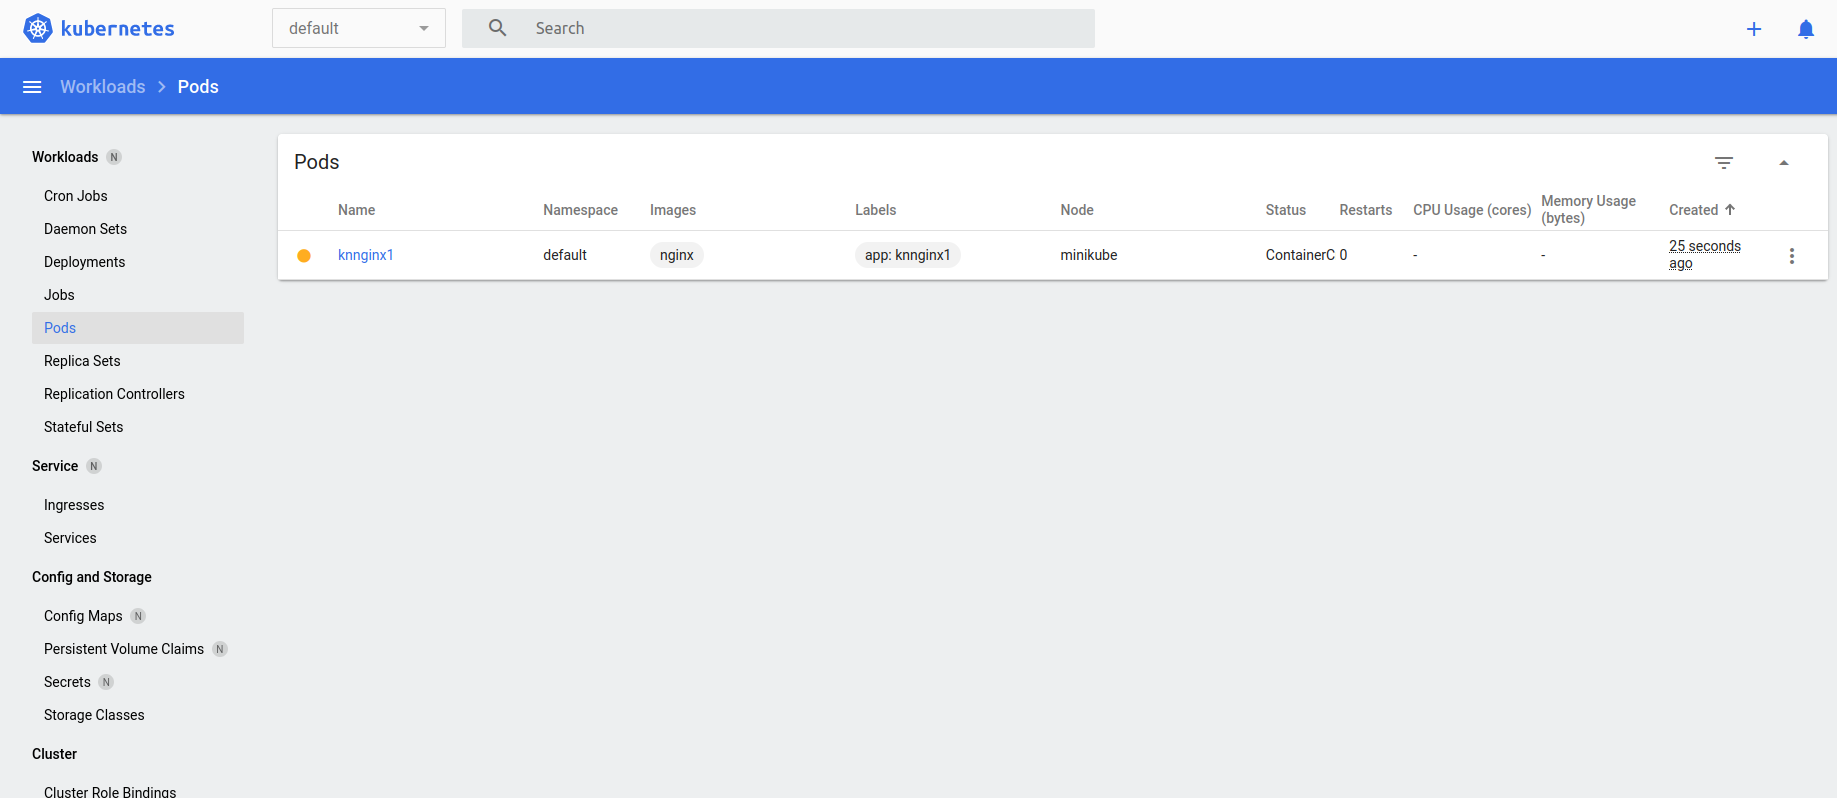 kubernetes
default
Search
Workloads > Pods
Workloads N
Cron Jobs
Daemon Sets
Deployments
Jobs
Pods
Replica Sets
Replication Controllers
Stateful Sets
Service N
Ingresses
Services
Config and Storage
Config Maps N
Persistent Volume Claims N
Secrets N
Storage Classes
Cluster
Cluster Role Bindings
Pods
Name Namespace Images Labels Node Status Restarts CPU Usage (cores) Memory Usage (bytes) Created
knnginx1 default nginx app: knnginx1 minikube ContainerC 0 - - 25 seconds ago